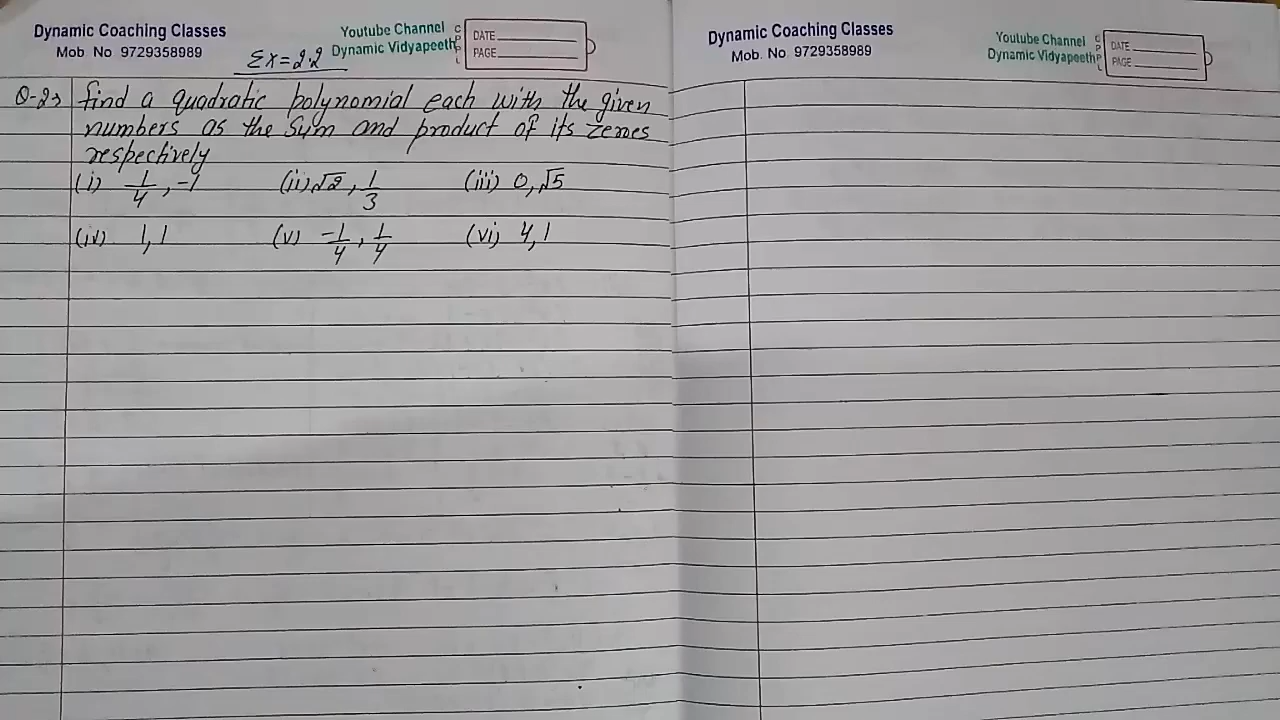 Dynamic Coaching Classes
Mob. No 9729358989
Youtube Channel
Dynamic Vidyapeeth
DATE
PAGE
Ex=2.2
Q-2) find a quadratic polynomial each with the given
numbers as the Sum and product of its zeroes
respectively
(i) 1/4, -1 (ii) √2, 1/3 (iii) 0, √5
(iv) 1, 1 (v) -1/4, 1/4 (vi) 4, 1
Dynamic Coaching Classes
Mob. No 9729358989
Youtube Channel
Dynamic Vidyapeeth
DATE
PAGE